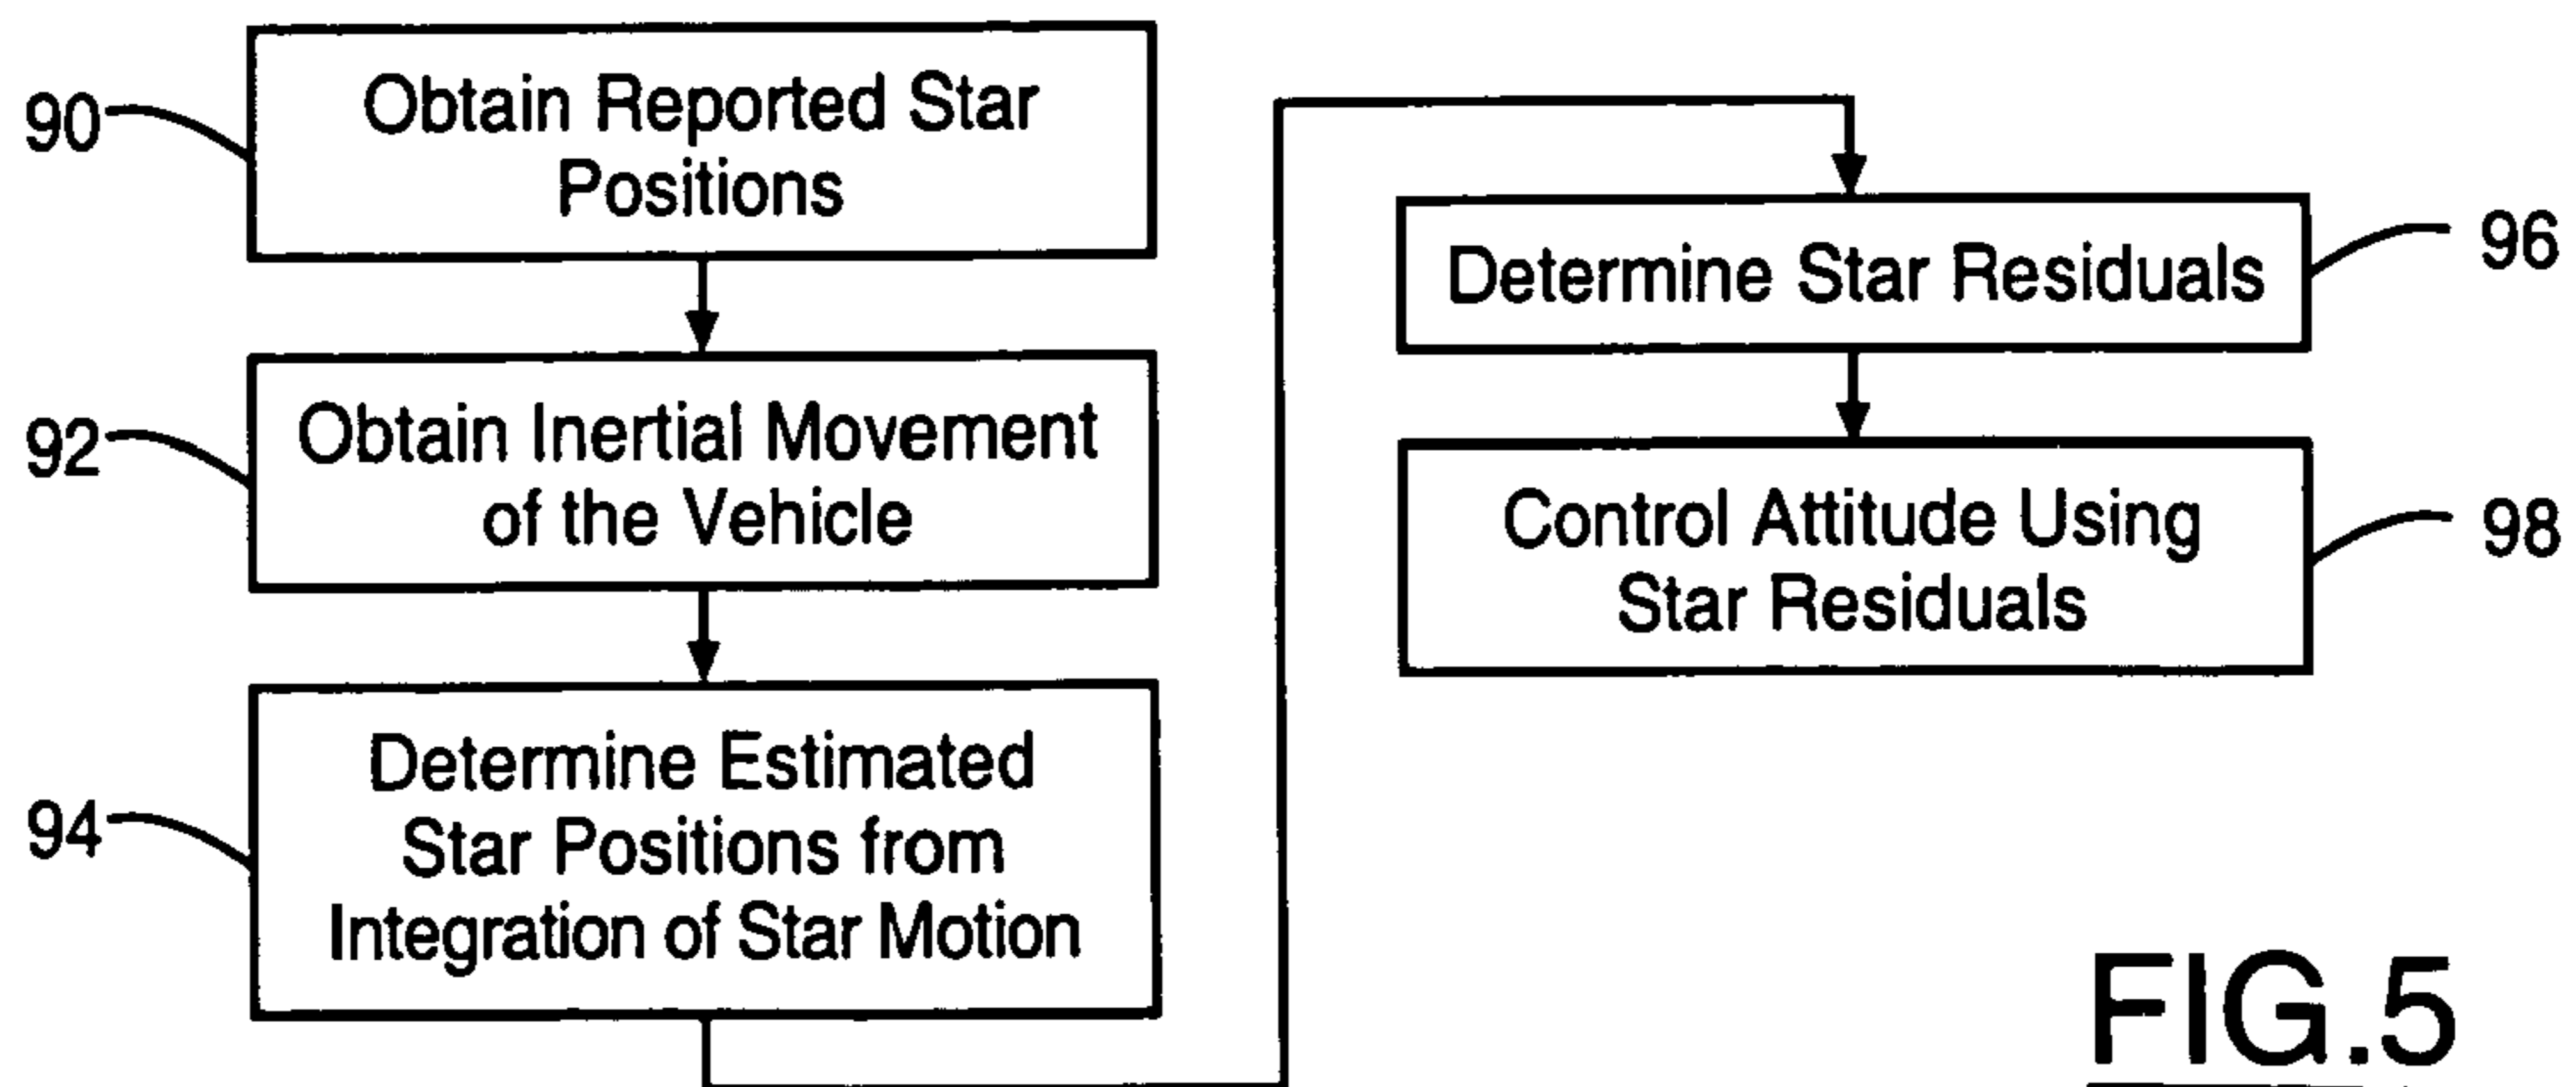 90
Obtain Reported Star
Positions
92
Obtain Inertial Movement
of the Vehicle
94
Determine Estimated
Star Positions from
Integration of Star Motion
Determine Star Residuals
96
Control Attitude Using
Star Residuals
98
FIG.5